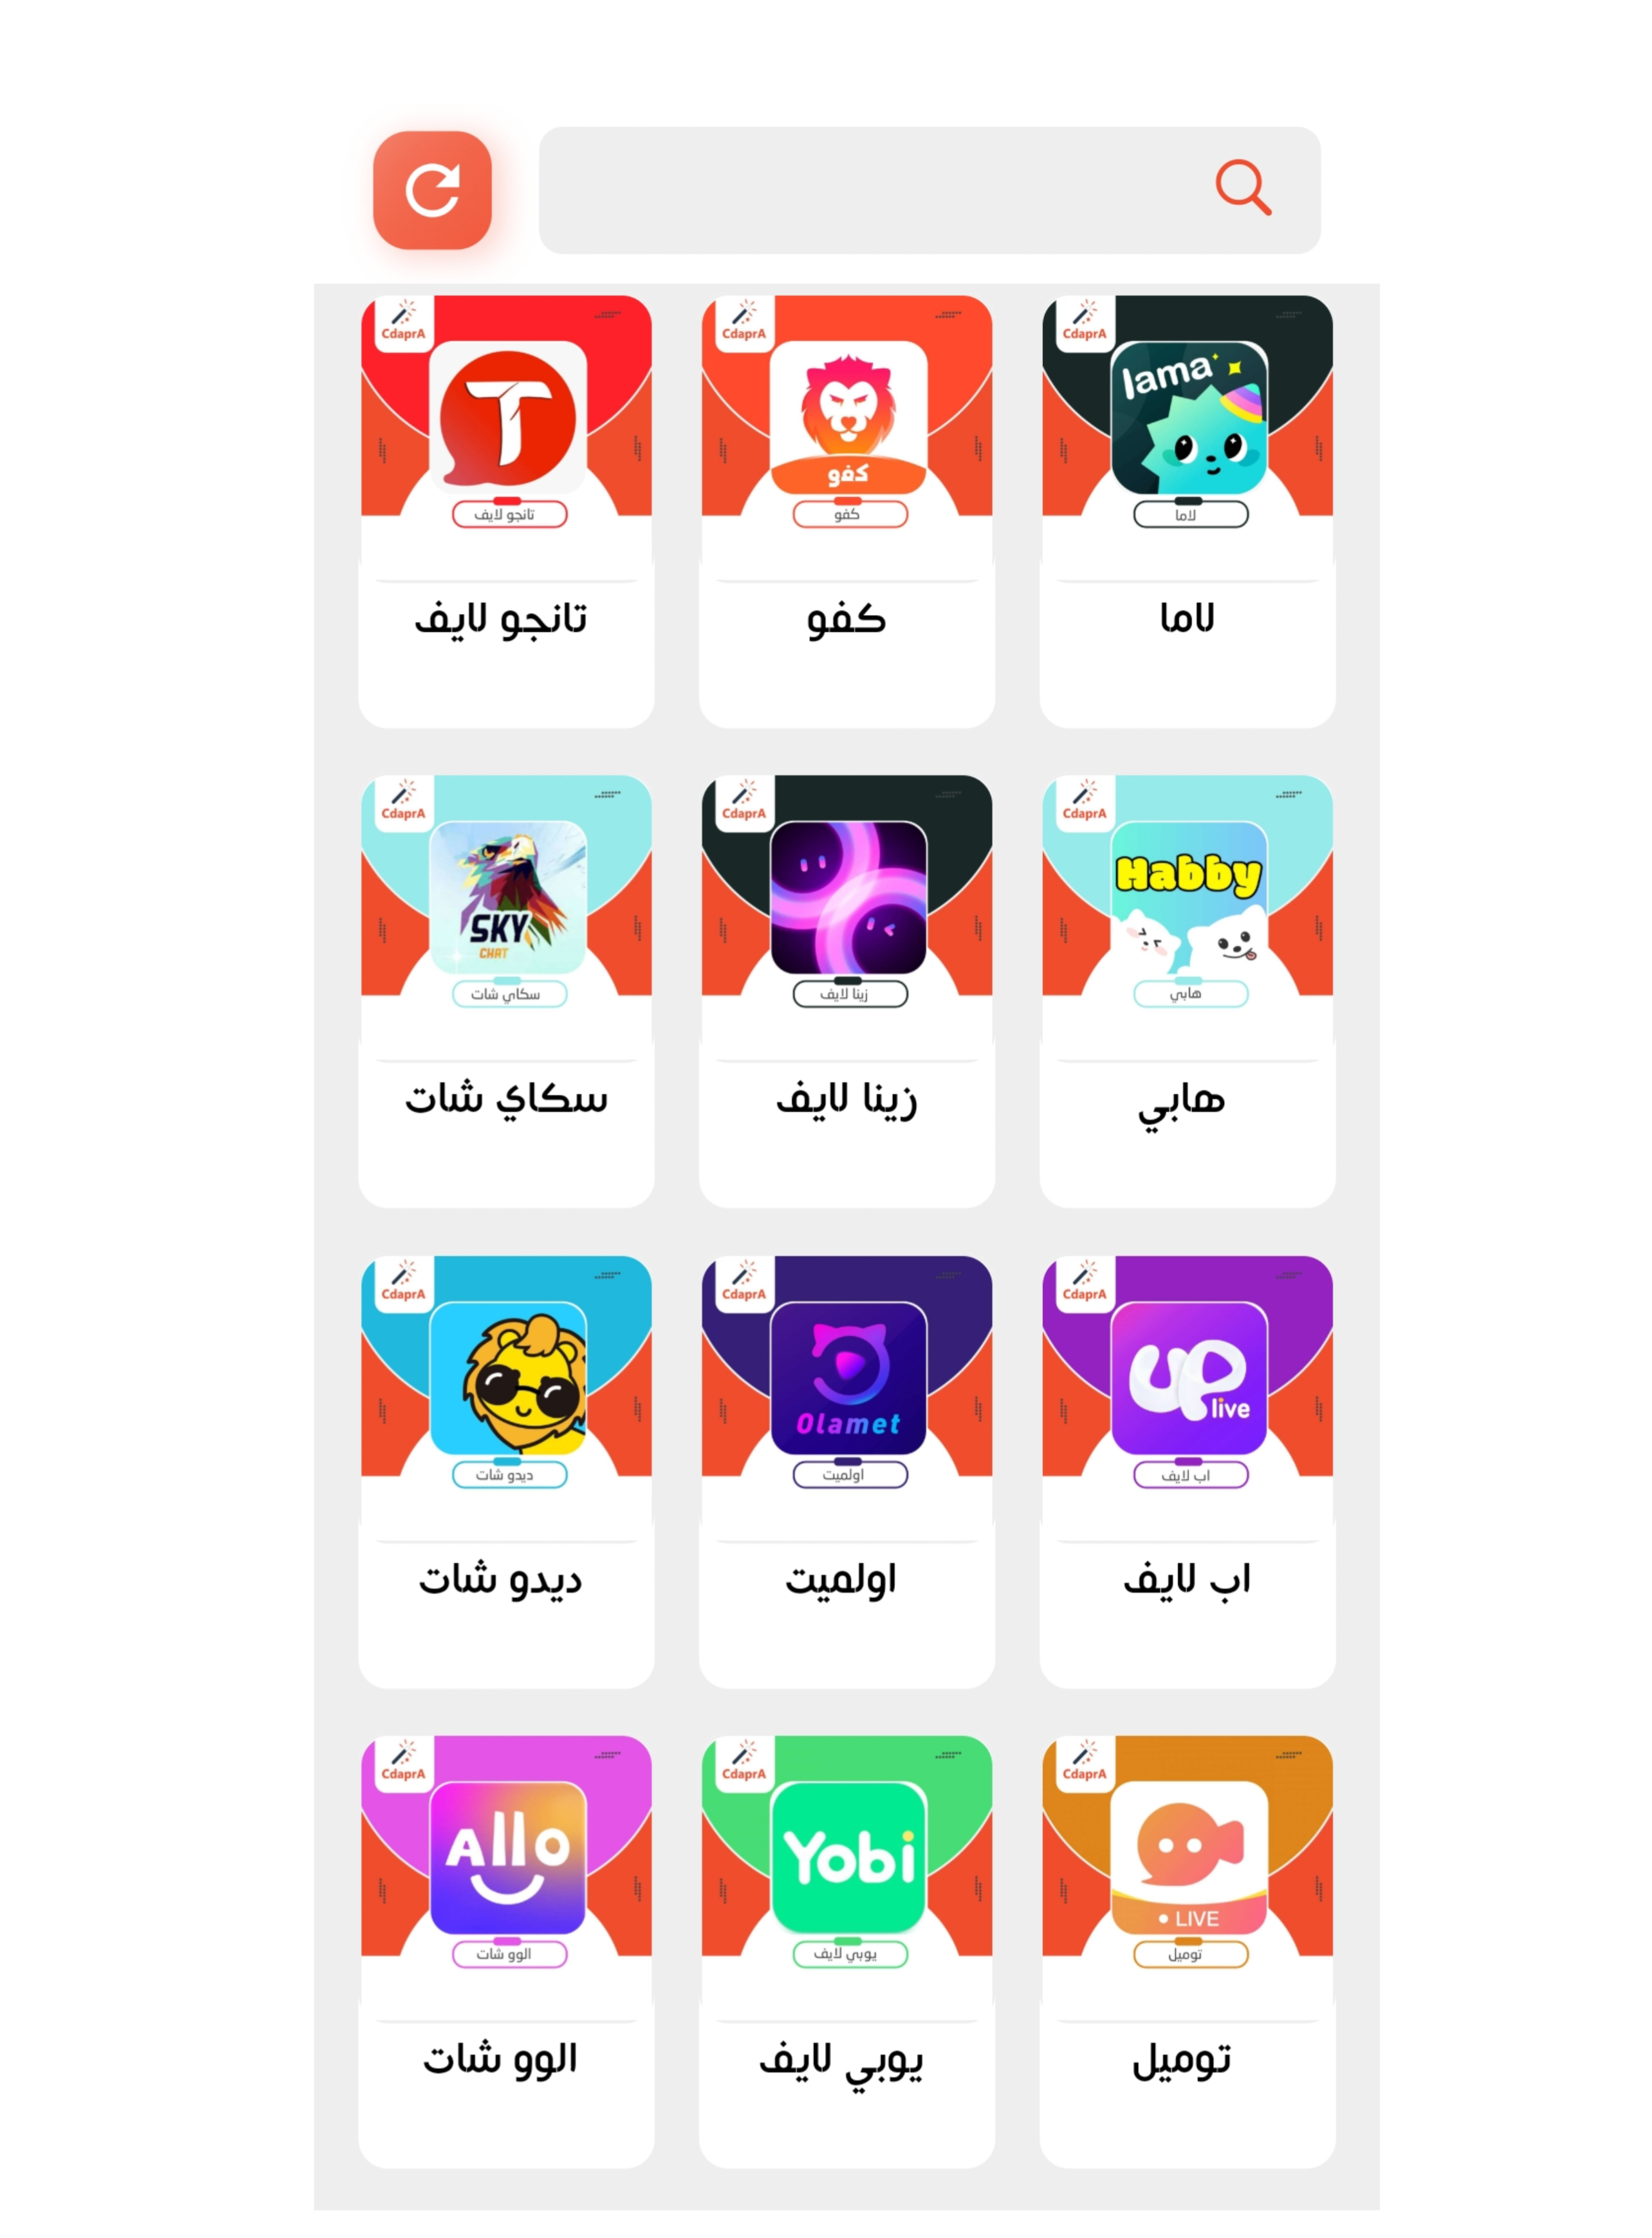 CdaprA
lama
لاما
لاما
CdaprA
كفو
كفو
كفو
CdaprA
T
تانجو لايف
تانجو لايف
CdaprA
Habby
هابي
هابي
CdaprA
زينا لايف
زينا لايف
CdaprA
SKY
CHAT
سكاي شات
سكاي شات
CdaprA
UP
live
اب لايف
اب لايف
CdaprA
Olamet
اولميت
اولميت
CdaprA
ديدو شات
ديدو شات
CdaprA
LIVE
توميل
توميل
CdaprA
Yobi
يوبي لايف
يوبي لايف
CdaprA
Allo
الوو شات
الوو شات